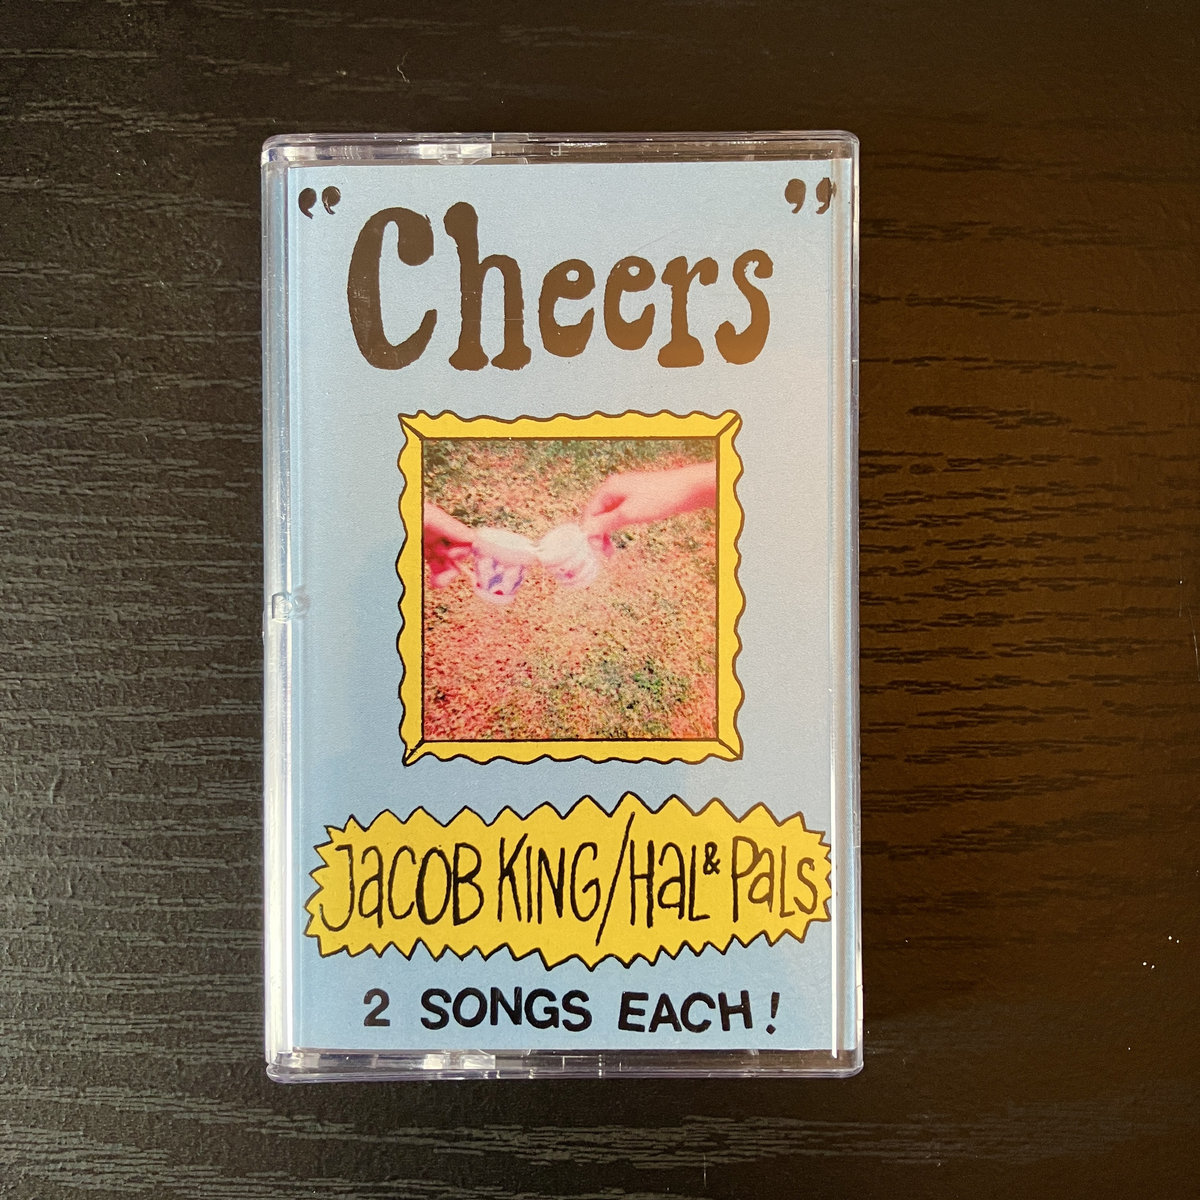 “Cheers”
JACOB KING/HAL & PALS
2 SONGS EACH!